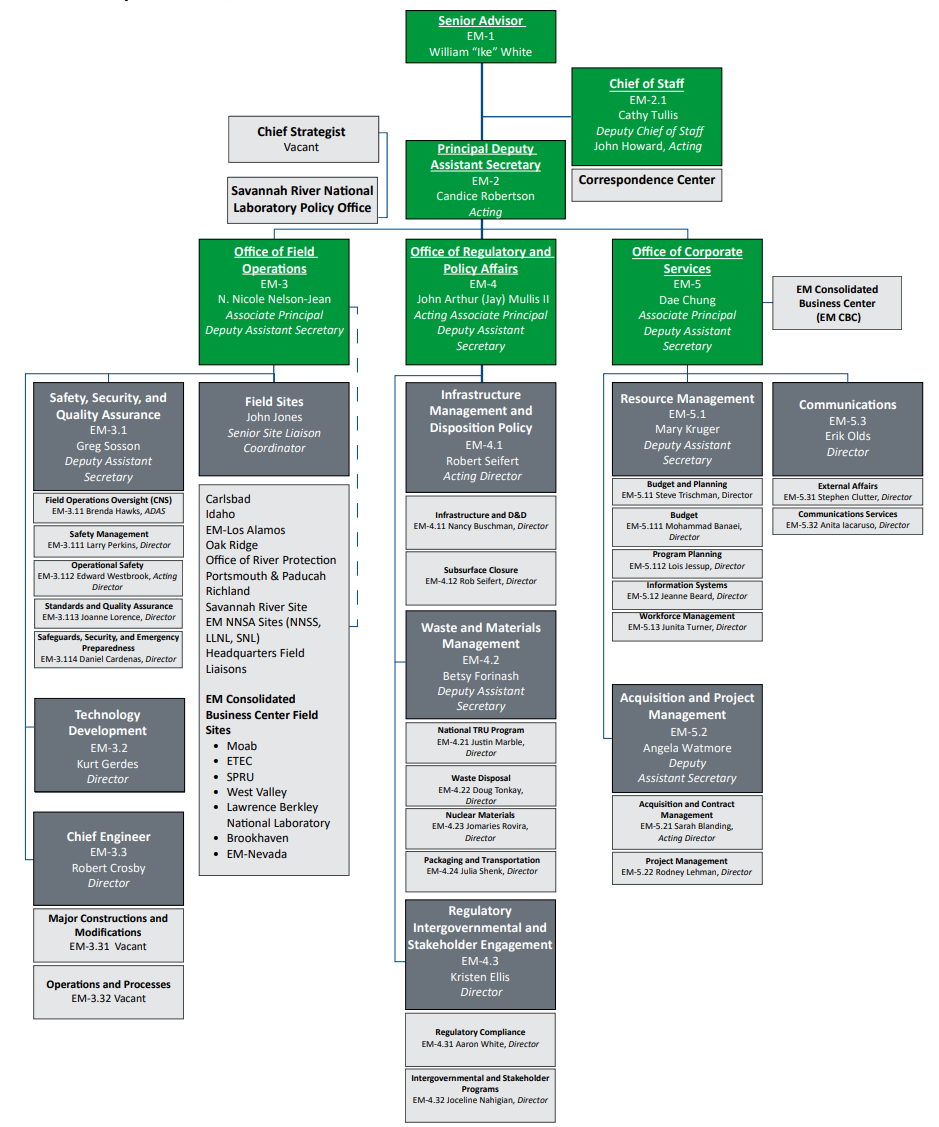 Senior Advisor
EM-1
William “Ike” White
Chief of Staff
EM-2.1
Cathy Tullis
Deputy Chief of Staff
John Howard, Acting
Correspondence Center
Chief Strategist
Vacant
Savannah River National
Laboratory Policy Office
Principal Deputy
Assistant Secretary
EM-2
Candice Robertson
Acting
Office of Field
Operations
EM-3
N. Nicole Nelson-Jean
Associate Principal
Deputy Assistant Secretary
Office of Regulatory and
Policy Affairs
EM-4
John Arthur (Jay) Mullis II
Acting Associate Principal
Deputy Assistant
Secretary
Office of Corporate
Services
EM-5
Dae Chung
Associate Principal
Deputy Assistant
Secretary
EM Consolidated
Business Center
(EM CBC)
Safety, Security, and
Quality Assurance
EM-3.1
Greg Sosson
Deputy Assistant
Secretary
Field Operations Oversight (CNS)
EM-3.11 Brenda Hawks, ADAS
Safety Management
EM-3.111 Larry Perkins, Director
Operational Safety
EM-3.112 Edward Westbrook, Acting
Director
Standards and Quality Assurance
EM-3.113 Joanne Lorence, Director
Safeguards, Security, and Emergency
Preparedness
EM-3.114 Daniel Cardenas, Director
Technology
Development
EM-3.2
Kurt Gerdes
Director
Chief Engineer
EM-3.3
Robert Crosby
Director
Major Constructions and
Modifications
EM-3.31 Vacant
Operations and Processes
EM-3.32 Vacant
Field Sites
John Jones
Senior Site Liaison
Coordinator
Carlsbad
Idaho
EM-Los Alamos
Oak Ridge
Office of River Protection
Portsmouth & Paducah
Richland
Savannah River Site
EM NNSA Sites (NNSS,
LLNL, SNL)
Headquarters Field
Liaisons
EM Consolidated
Business Center Field
Sites
• Moab
• ETEC
• SPRU
• West Valley
• Lawrence Berkley
National Laboratory
• Brookhaven
• EM-Nevada
Infrastructure
Management and
Disposition Policy
EM-4.1
Robert Seifert
Acting Director
Infrastructure and D&D
EM-4.11 Nancy Buschman, Director
Subsurface Closure
EM-4.12 Rob Seifert, Director
Waste and Materials
Management
EM-4.2
Betsy Forinash
Deputy Assistant
Secretary
National TRU Program
EM-4.21 Justin Marble,
Director
Waste Disposal
EM-4.22 Doug Tonkay,
Director
Nuclear Materials
EM-4.23 Jomaries Rovira,
Director
Packaging and Transportation
EM-4.24 Julia Shenk, Director
Regulatory
Intergovernmental and
Stakeholder Engagement
EM-4.3
Kristen Ellis
Director
Regulatory Compliance
EM-4.31 Aaron White, Director
Intergovernmental and Stakeholder
Programs
EM-4.32 Joceline Nahigian, Director
Resource Management
EM-5.1
Mary Kruger
Deputy Assistant
Secretary
Budget and Planning
EM-5.11 Steve Trischman, Director
Budget
EM-5.111 Mohammad Banaei,
Director
Program Planning
EM-5.112 Lois Jessup, Director
Information Systems
EM-5.12 Jeanne Beard, Director
Workforce Management
EM-5.13 Junita Turner, Director
Acquisition and Project
Management
EM-5.2
Angela Watmore
Deputy
Assistant Secretary
Acquisition and Contract
Management
EM-5.21 Sarah Blanding,
Acting Director
Project Management
EM-5.22 Rodney Lehman, Director
Communications
EM-5.3
Erik Olds
Director
External Affairs
EM-5.31 Stephen Clutter, Director
Communications Services
EM-5.32 Anita Iacaruso, Director